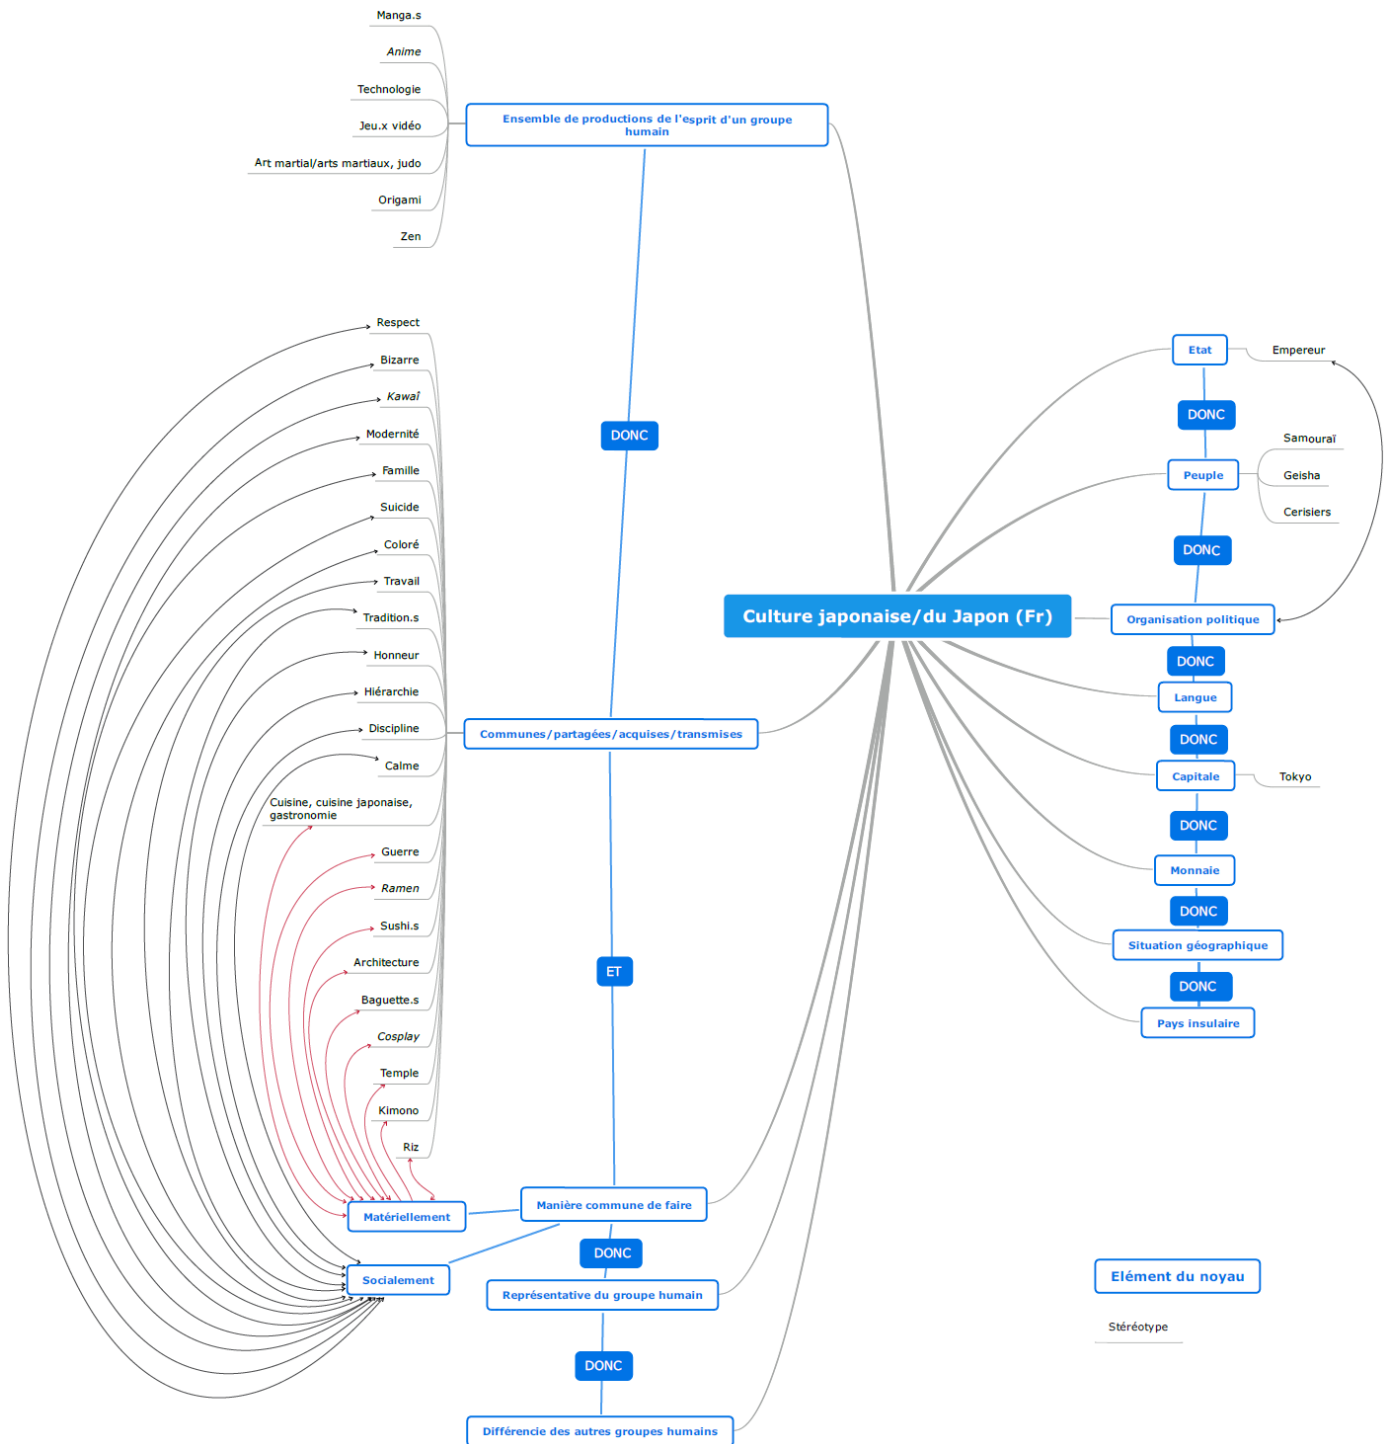 Manga.s
Anime
Technologie
Jeu.x vidéo
Art martial/arts martiaux, judo
Origami
Zen
Ensemble de productions de l'esprit d'un groupe
humain
DONC
Respect
Bizarre
Kawaî
Modernité
Famille
Suicide
Coloré
Travail
Tradition.s
Honneur
Hiérarchie
Discipline
Calme
Cuisine, cuisine japonaise,
gastronomie
Guerre
Ramen
Sushi.s
Architecture
Baguette.s
Cosplay
Temple
Kimono
Riz
Communes/partagées/acquises/transmises
ET
Manière commune de faire
Matériellement
Socialement
DONC
Représentative du groupe humain
DONC
Différencie des autres groupes humains
Culture japonaise/du Japon (Fr)
Etat
Empereur
DONC
Peuple
Samouraï
Geisha
Cerisiers
DONC
Organisation politique
DONC
Langue
DONC
Capitale
Tokyo
DONC
Monnaie
DONC
Situation géographique
DONC
Pays insulaire
Elément du noyau
Stéréotype